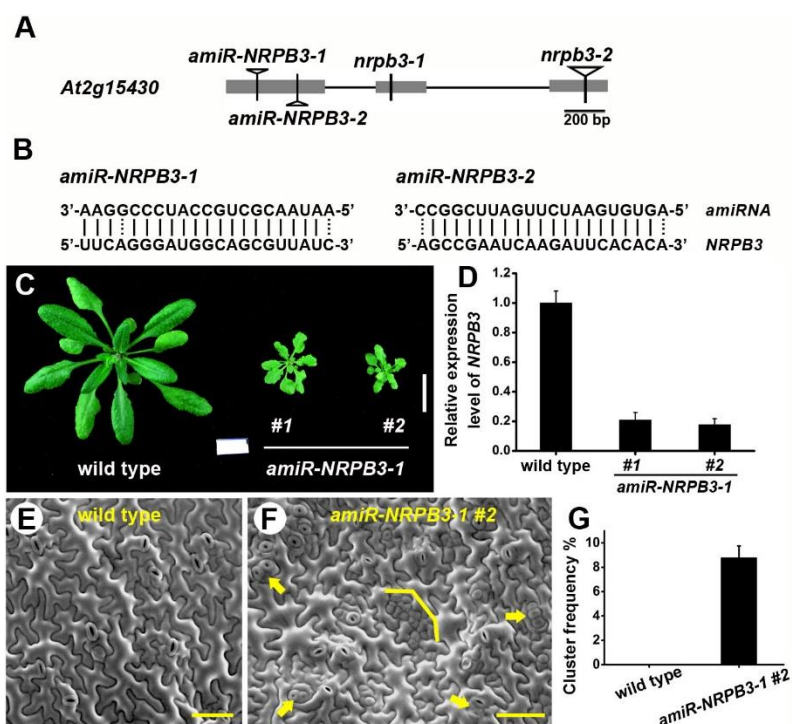 A
amiR-NRPB3-1 nrpb3-1 nrpb3-2
At2g15430
amiR-NRPB3-2
200 bp
B
amiR-NRPB3-1 amiR-NRPB3-2
3’-AAGGCCCUACCGUCGCAAUAA-5’ 3’-CCGGCUUAGUUCUAAGUGUGA-5’ amiRNA
5’-UUCAGGGAUGGCAGCGUUAUC-3’ 5’-AGCCGAAUCAAGAUUCACACA-3’ NRPB3
C
#1 #2
wild type
amiR-NRPB3-1
D
Relative expression
level of NRPB3
1.2
1.0
0.8
0.6
0.4
0.2
0
wild type #1 #2
amiR-NRPB3-1
E wild type
F amiR-NRPB3-1 #2
G
Cluster frequency %
10
8
6
4
2
0
wild type
amiR-NRPB3-1 #2